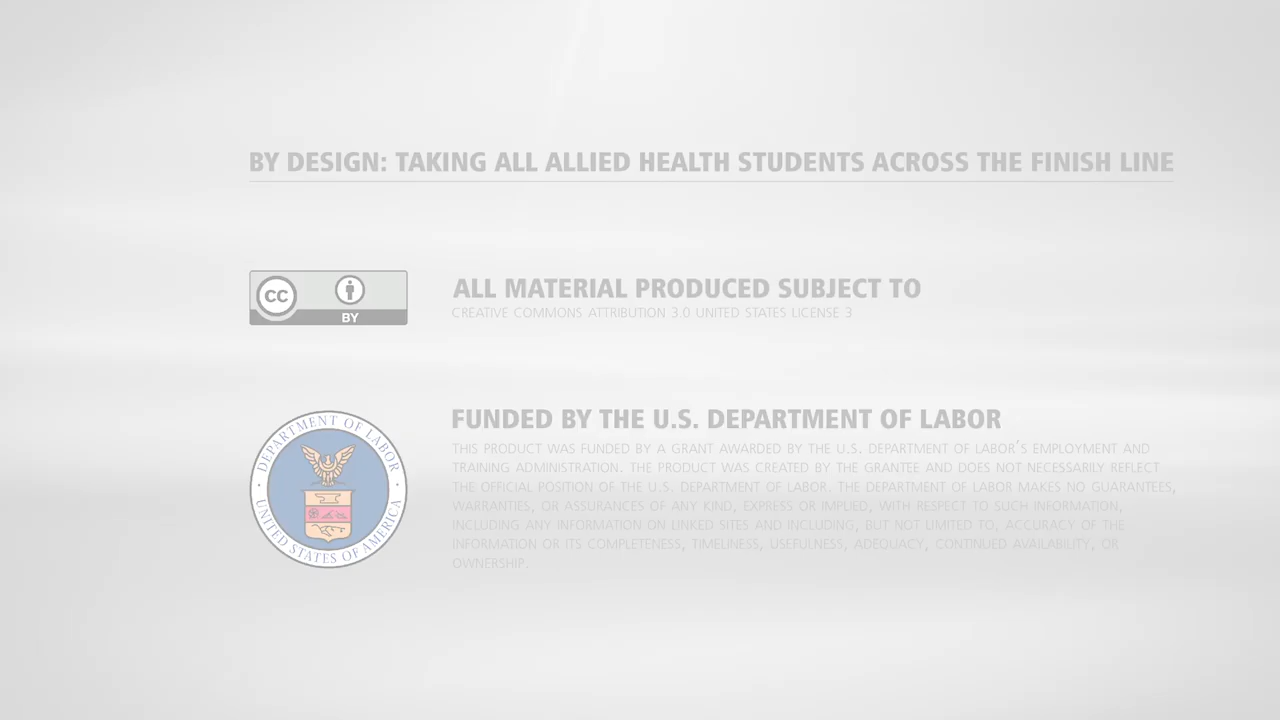 BY DESIGN: TAKING ALL ALLIED HEALTH STUDENTS ACROSS THE FINISH LINE
CC
BY
ALL MATERIAL PRODUCED SUBJECT TO
CREATIVE COMMONS ATTRIBUTION 3.0 UNITED STATES LICENSE 3
DEPARTMENT OF LABOR
UNITED STATES OF AMERICA
FUNDED BY THE U.S. DEPARTMENT OF LABOR
THIS PRODUCT WAS FUNDED BY A GRANT AWARDED BY THE U.S. DEPARTMENT OF LABOR´S EMPLOYMENT AND
TRAINING ADMINISTRATION. THE PRODUCT WAS CREATED BY THE GRANTEE AND DOES NOT NECESSARILY REFLECT
THE OFFICIAL POSITION OF THE U.S. DEPARTMENT OF LABOR. THE DEPARTMENT OF LABOR MAKES NO GUARANTEES,
WARRANTIES, OR ASSURANCES OF ANY KIND, EXPRESS OR IMPLIED, WITH RESPECT TO SUCH INFORMATION,
INCLUDING ANY INFORMATION ON LINKED SITES AND INCLUDING, BUT NOT LIMITED TO, ACCURACY OF THE
INFORMATION OR ITS COMPLETENESS, TIMELINESS, USEFULNESS, ADEQUACY, CONTINUED AVAILABILITY, OR
OWNERSHIP.